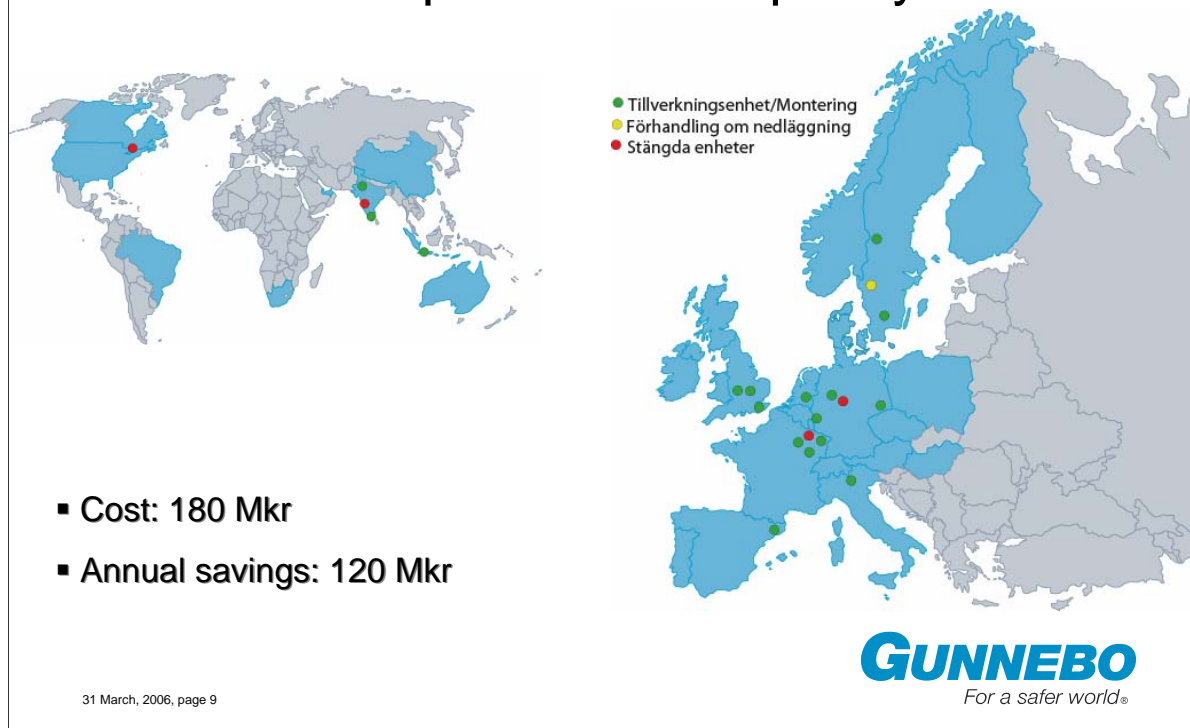 Tillverkningsenhet/Montering
Förhandling om nedläggning
Stängda enheter
▪ Cost: 180 Mkr
▪ Annual savings: 120 Mkr
GUNNEBO
For a safer world®
31 March, 2006, page 9